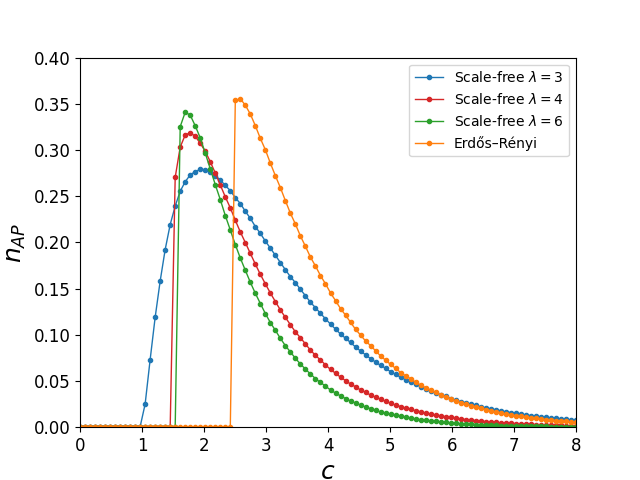 0.40
0.35
0.30
0.25
0.20
0.15
0.10
0.05
0.00
n_{AP}
0 1 2 3 4 5 6 7 8
c
Scale-free λ = 3
Scale-free λ = 4
Scale-free λ = 6
Erdős–Rényi